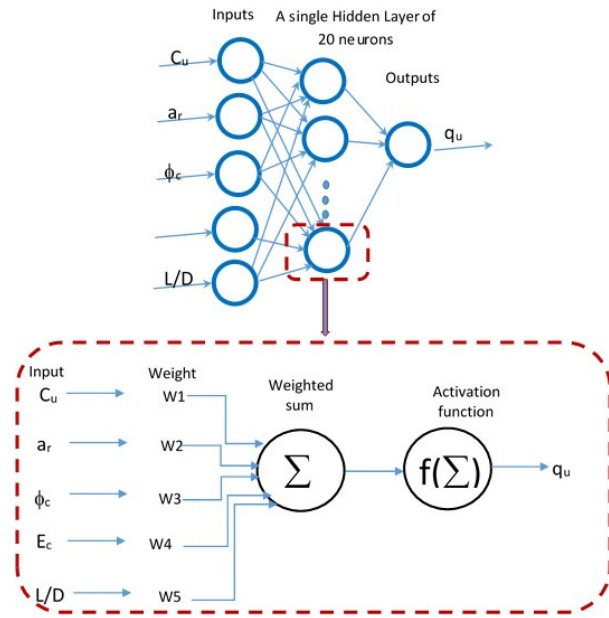 Inputs
A single Hidden Layer of
20 neurons
Outputs
Cu
ar
ϕc
L/D
qu
Input
Weight
Weighted
sum
Activation
function
Cu
W1
ar
W2
ϕc
W3
Ec
W4
L/D
W5
∑
f(∑)
qu